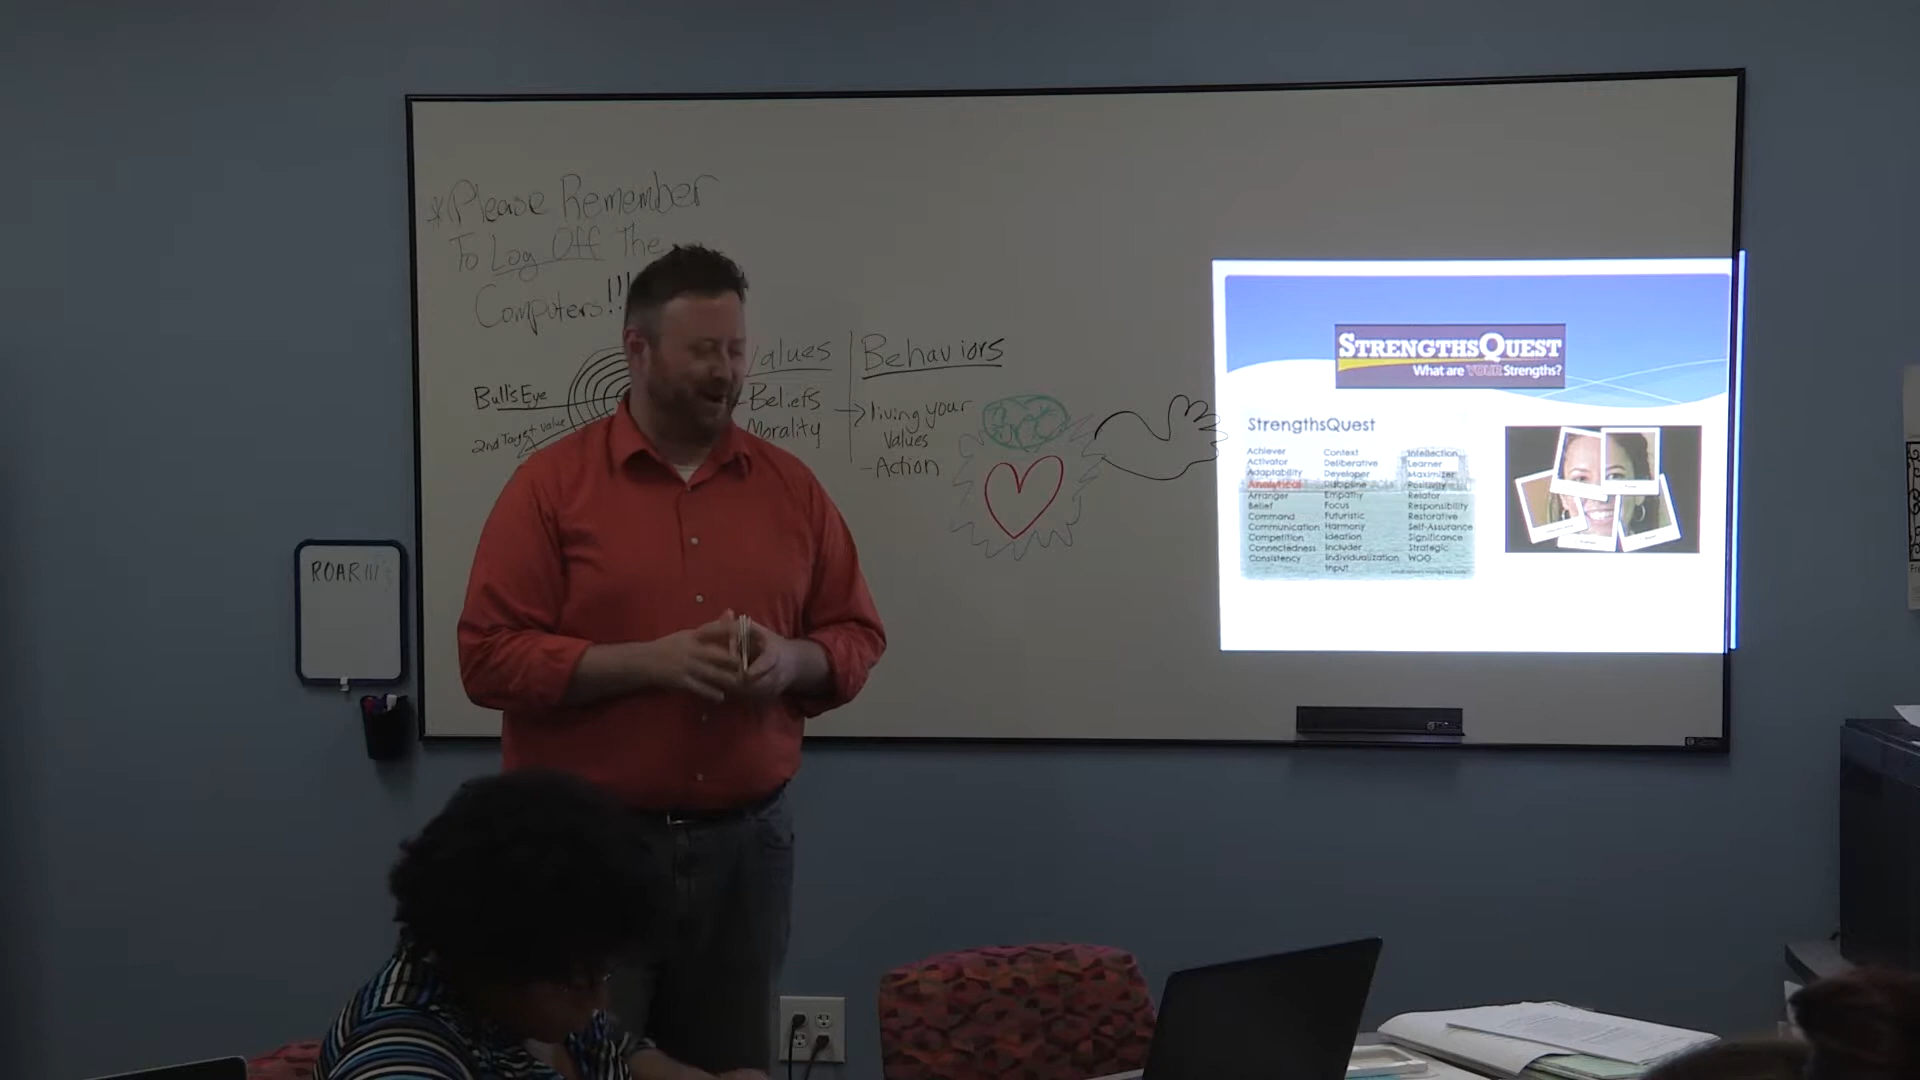 *Please Remember
To Log Off The
Computers!!!
Values
Behaviors
Bull's Eye
2nd Target value
-Beliefs
Morality
living your
Values
-Action
ROAR!!!
STRENGTHSQUEST
What are YOUR Strengths?
StrengthsQuest
Achiever
Activator
Adaptability
Analytical
Arranger
Belief
Command
Communication
Competition
Connectedness
Consistency
Context
Deliberative
Developer
Discipline
Empathy
Focus
Futuristic
Harmony
Ideation
Includer
Individualization
Input
Intellection
Learner
Maximizer
Positivity
Relator
Responsibility
Restorative
Self-Assurance
Significance
Strategic
WOO